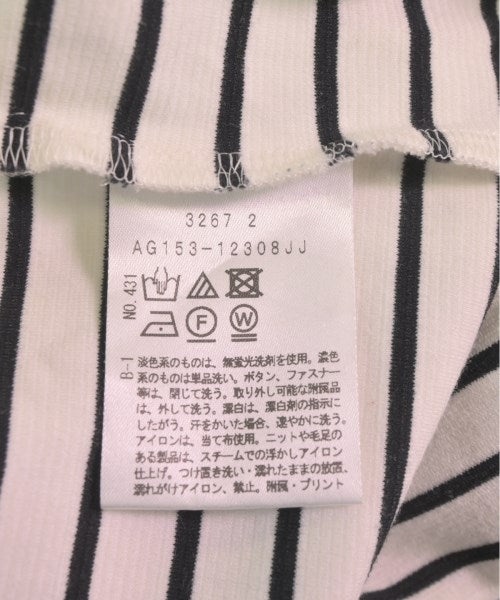 3267 2
AG153-12308JJ
NO.431
F
W
B-1
淡色系のものは、無蛍光洗剤を使用。濃色
系のものは単品洗い。ボタン、ファスナー
等は、閉じて洗う。取り外し可能な附属品
は、外して洗う。漂白は、漂白剤の指示に
したがう。汗をかいた場合、速やかに洗う。
アイロンは、当て布使用。ニットや毛足の
ある製品は、スチームでの浮かしアイロン
仕上げ。つけ置き洗い・濡れたままの放置、
濡れがけアイロン、禁止。附属・プリント